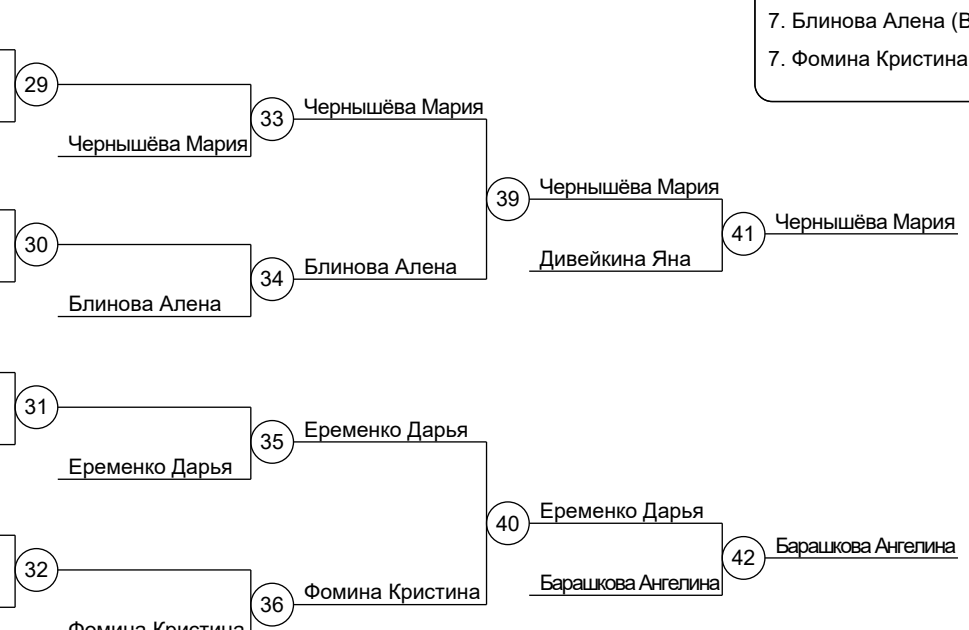 7. Блинова Алена (В
7. Фомина Кристина
29
Чернышёва Мария
33
Чернышёва Мария
39
Чернышёва Мария
41
Чернышёва Мария
30
Блинова Алена
34
Блинова Алена
Дивейкина Яна
31
Еременко Дарья
35
Еременко Дарья
40
Еременко Дарья
42
Барашкова Ангелина
32
Фомина Кристина
36
Фомина Кристина
Барашкова Ангелина